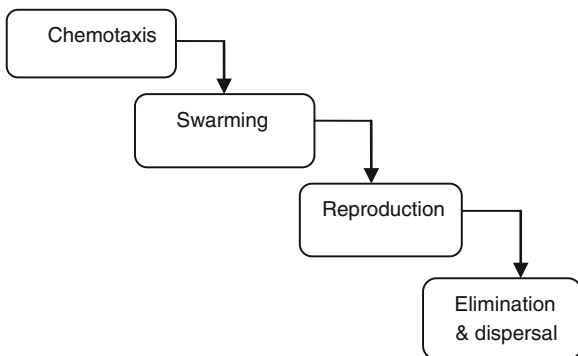 Chemotaxis
Swarming
Reproduction
Elimination
& dispersal